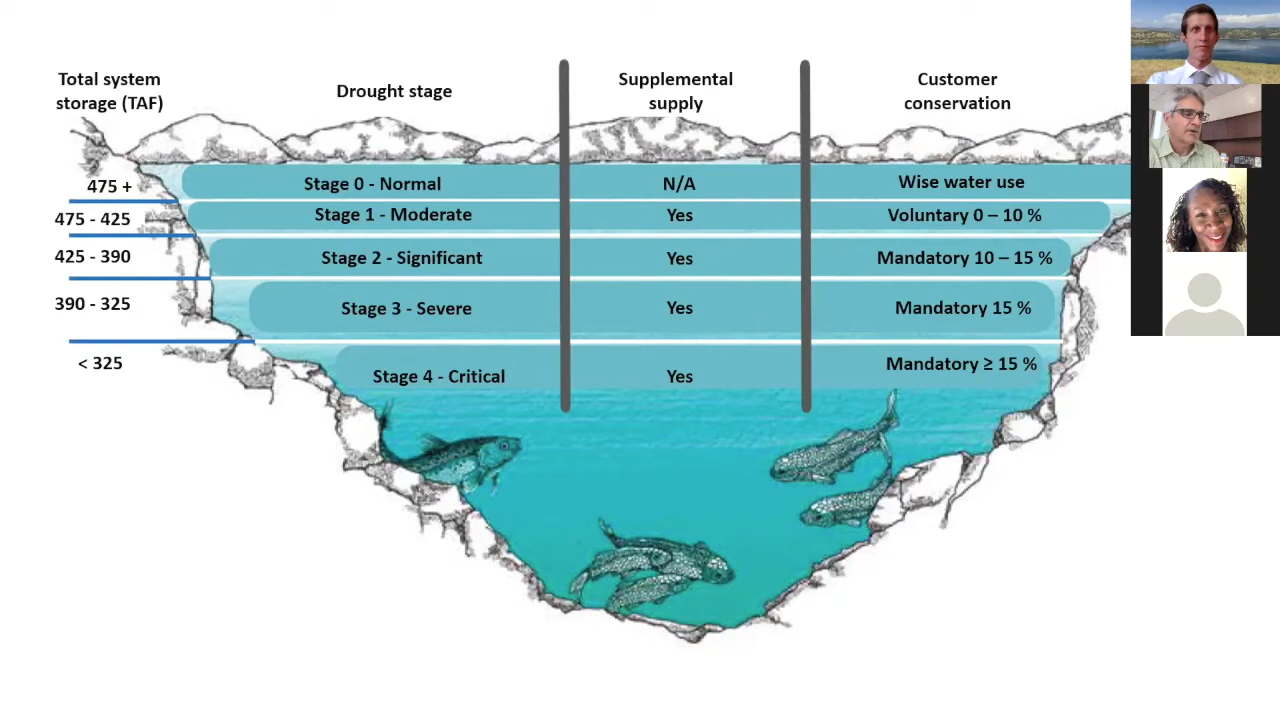 Total system
storage (TAF)
Drought stage
Supplemental
supply
Customer
conservation
475 +
Stage 0 - Normal
N/A
Wise water use
475 - 425
Stage 1 - Moderate
Yes
Voluntary 0 – 10 %
425 - 390
Stage 2 - Significant
Yes
Mandatory 10 – 15 %
390 - 325
Stage 3 - Severe
Yes
Mandatory 15 %
< 325
Stage 4 - Critical
Yes
Mandatory ≥ 15 %